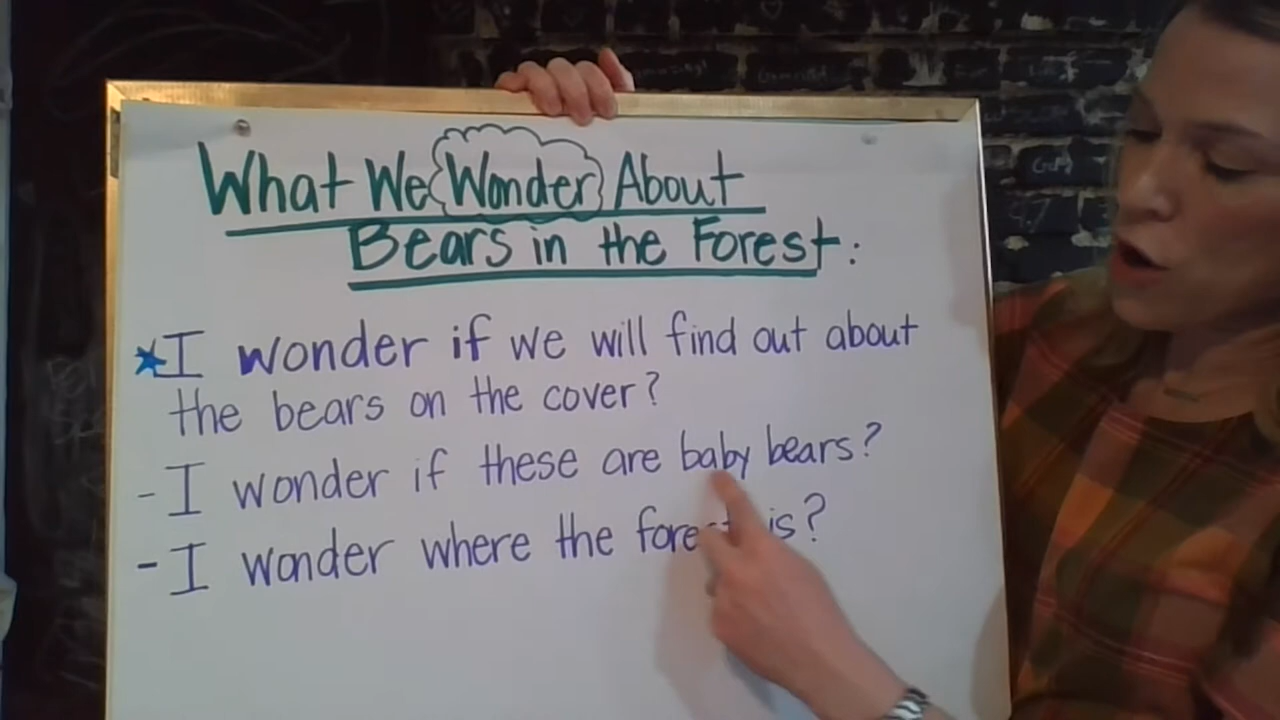 What We Wonder About
Bears in the Forest:
I wonder if we will find out about
the bears on the cover?
- I wonder if these are baby bears?
- I wonder where the forest is?